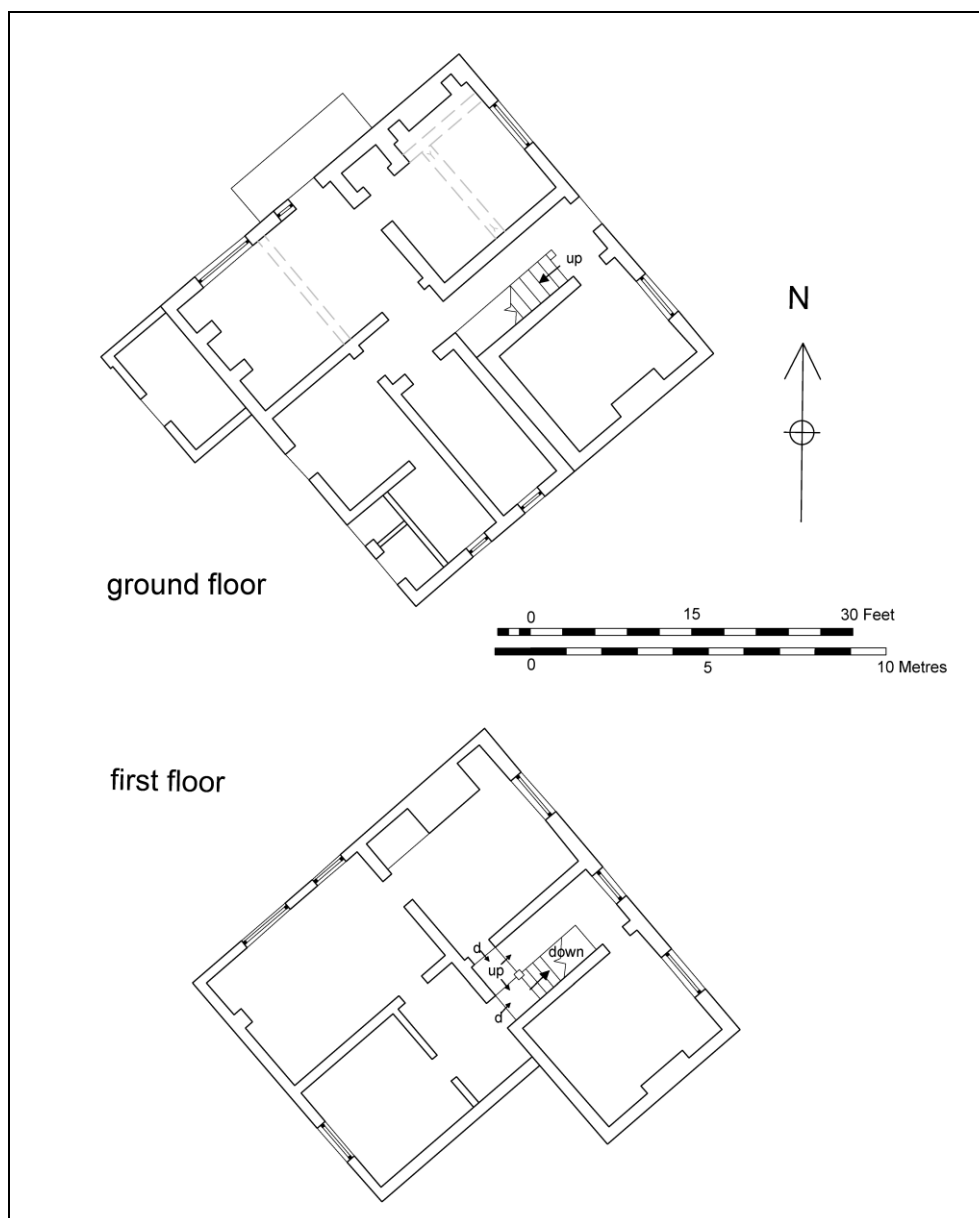 up
N
ground floor
0 15 30 Feet
0 5 10 Metres
first floor
d
down
up
d